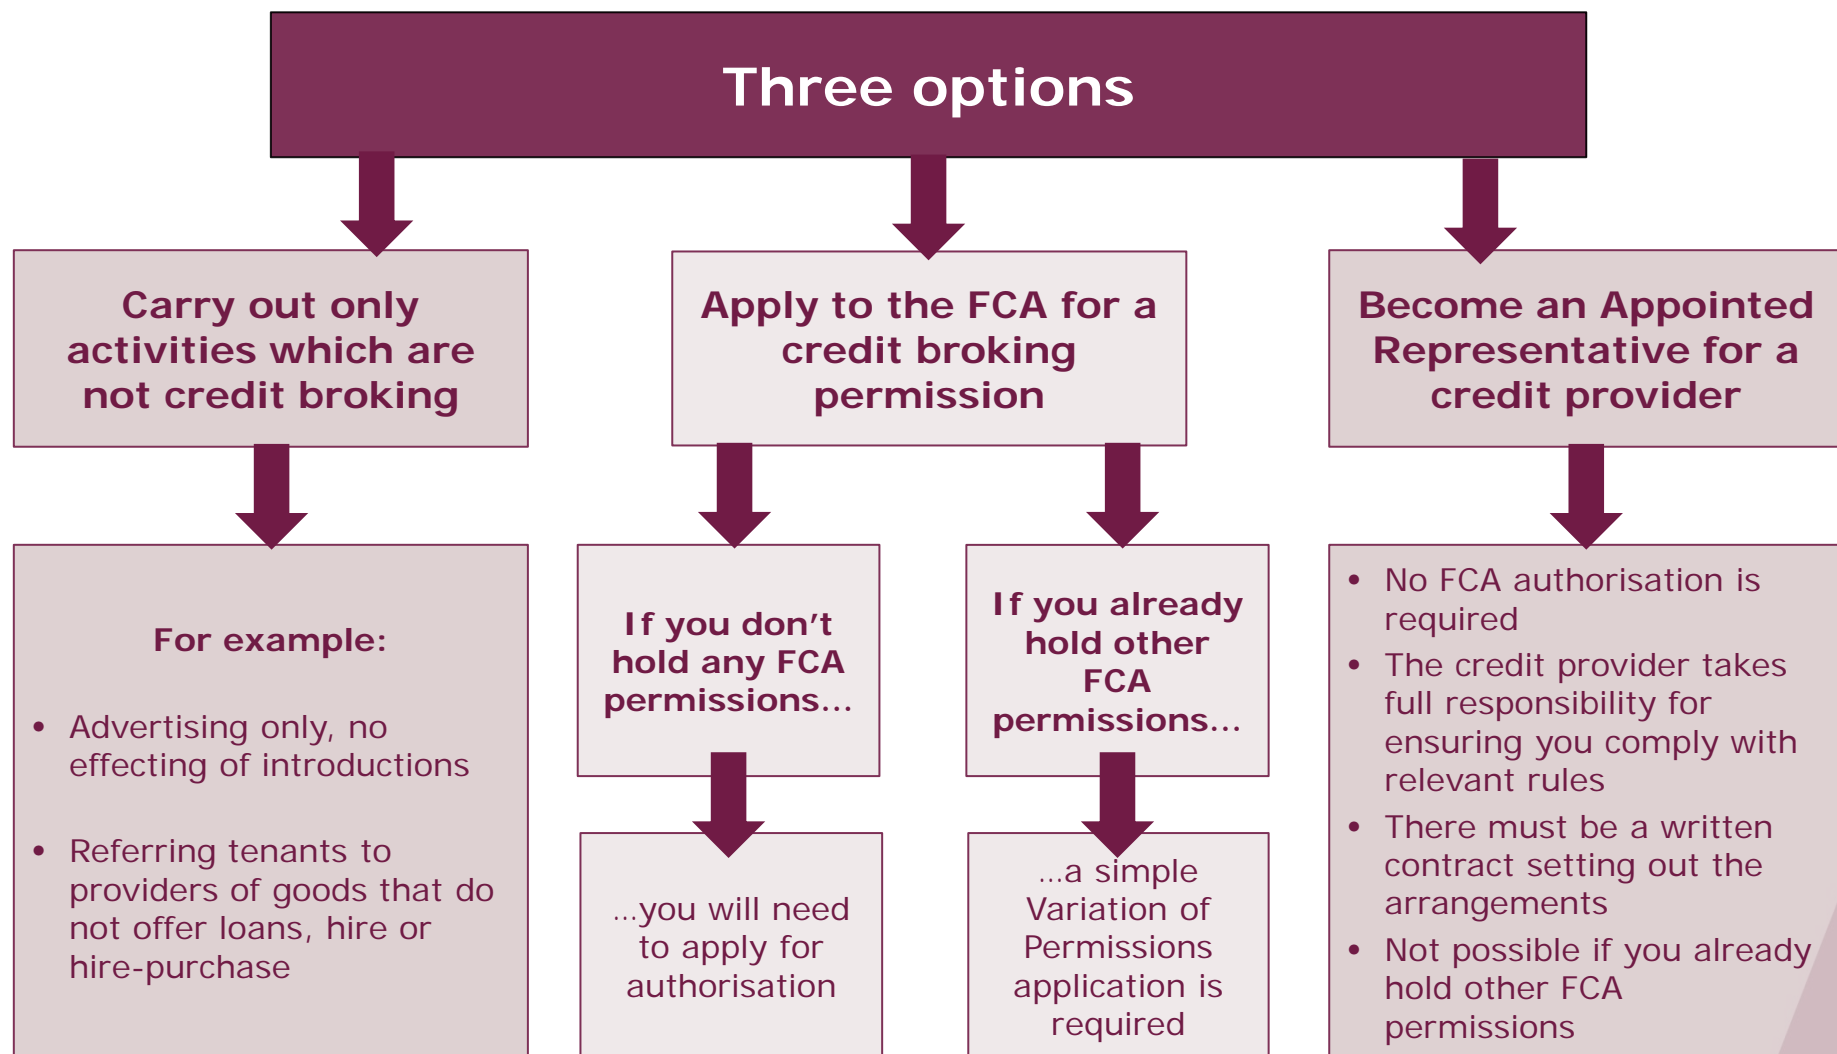 Three options
Carry out only
activities which are
not credit broking
Apply to the FCA for a
credit broking
permission
Become an Appointed
Representative for a
credit provider
For example:
• Advertising only, no
effecting of introductions
• Referring tenants to
providers of goods that do
not offer loans, hire or
hire-purchase
If you don't
hold any FCA
permissions...
...you will need
to apply for
authorisation
If you already
hold other
FCA
permissions...
...a simple
Variation of
Permissions
application is
required
• No FCA authorisation is
required
• The credit provider takes
full responsibility for
ensuring you comply with
relevant rules
• There must be a written
contract setting out the
arrangements
• Not possible if you already
hold other FCA
permissions